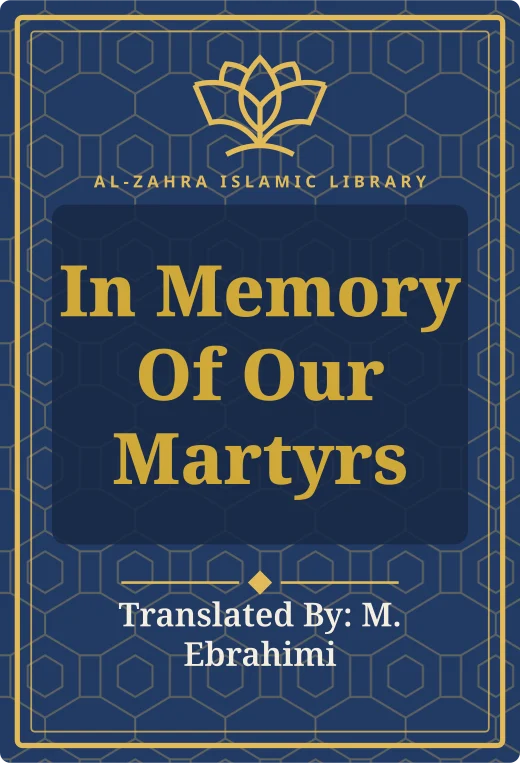 AL-ZAHRA ISLAMIC LIBRARY
In Memory
Of Our
Martyrs
Translated By: M.
Ebrahimi